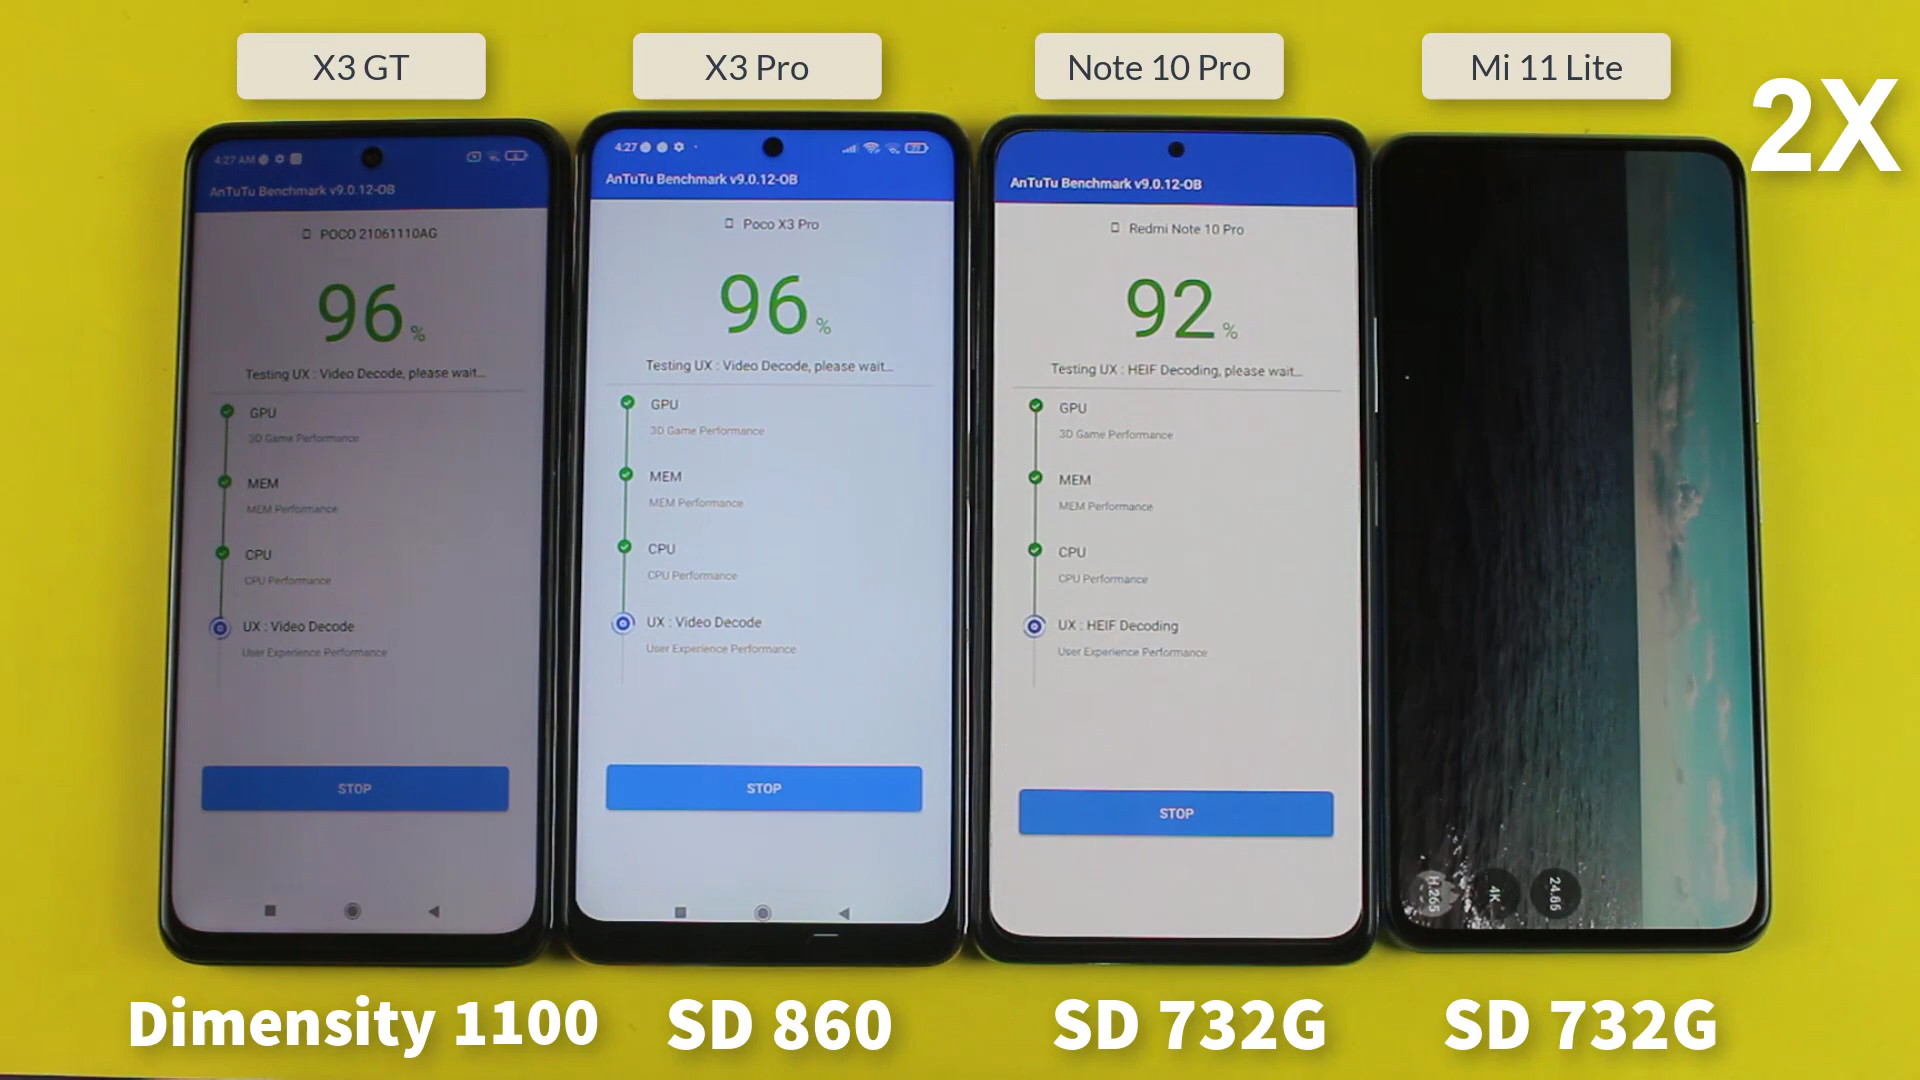 X3 GT
X3 Pro
Note 10 Pro
Mi 11 Lite
2X
4:27 AM
AnTuTu Benchmark v9.0.12-OB
POCO 21061110AG
96%
Testing UX : Video Decode, please wait...
GPU
3D Game Performance
MEM
MEM Performance
CPU
CPU Performance
UX : Video Decode
User Experience Performance
STOP
4:27
AnTuTu Benchmark v9.0.12-OB
Poco X3 Pro
96%
Testing UX : Video Decode, please wait...
GPU
3D Game Performance
MEM
MEM Performance
CPU
CPU Performance
UX : Video Decode
User Experience Performance
STOP
AnTuTu Benchmark v9.0.12-OB
Redmi Note 10 Pro
92%
Testing UX : HEIF Decoding, please wait...
GPU
3D Game Performance
MEM
MEM Performance
CPU
CPU Performance
UX : HEIF Decoding
User Experience Performance
STOP
H.265
4K
24.65
Dimensity 1100
SD 860
SD 732G
SD 732G